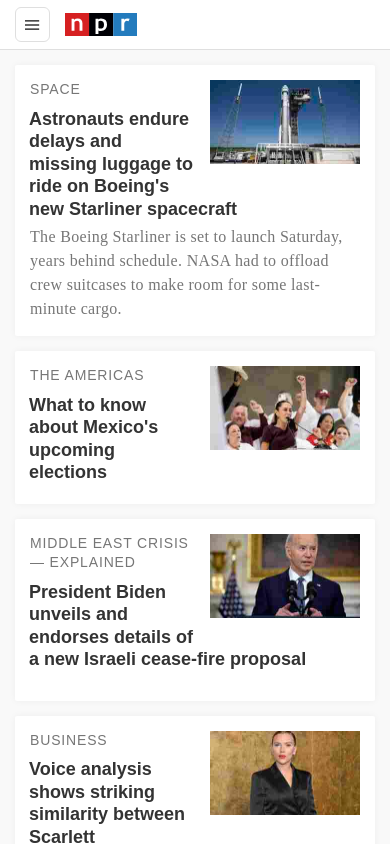 npr
SPACE
Astronauts endure
delays and
missing luggage to
ride on Boeing's
new Starliner spacecraft
The Boeing Starliner is set to launch Saturday,
years behind schedule. NASA had to offload
crew suitcases to make room for some last-
minute cargo.
THE AMERICAS
What to know
about Mexico's
upcoming
elections
MIDDLE EAST CRISIS
— EXPLAINED
President Biden
unveils and
endorses details of
a new Israeli cease-fire proposal
BUSINESS
Voice analysis
shows striking
similarity between
Scarlett